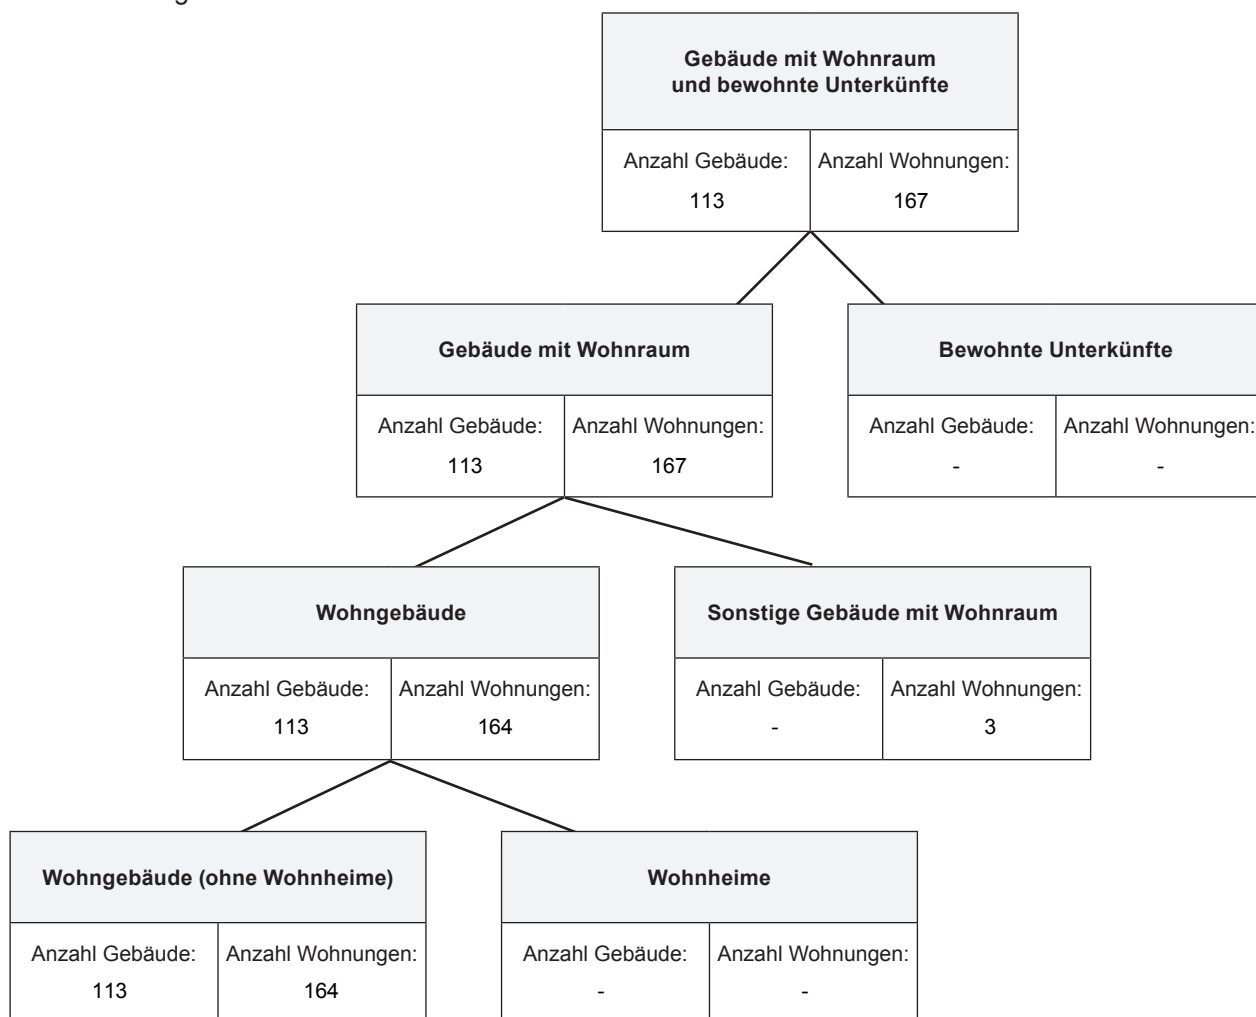 Gebäude mit Wohnraum
und bewohnte Unterkünfte
Anzahl Gebäude: Anzahl Wohnungen:
113 167
Gebäude mit Wohnraum Bewohnte Unterkünfte
Anzahl Gebäude: Anzahl Wohnungen: Anzahl Gebäude: Anzahl Wohnungen:
113 167 - -
Wohngebäude Sonstige Gebäude mit Wohnraum
Anzahl Gebäude: Anzahl Wohnungen: Anzahl Gebäude: Anzahl Wohnungen:
113 164 - 3
Wohngebäude (ohne Wohnheime) Wohnheime
Anzahl Gebäude: Anzahl Wohnungen: Anzahl Gebäude: Anzahl Wohnungen:
113 164 - -